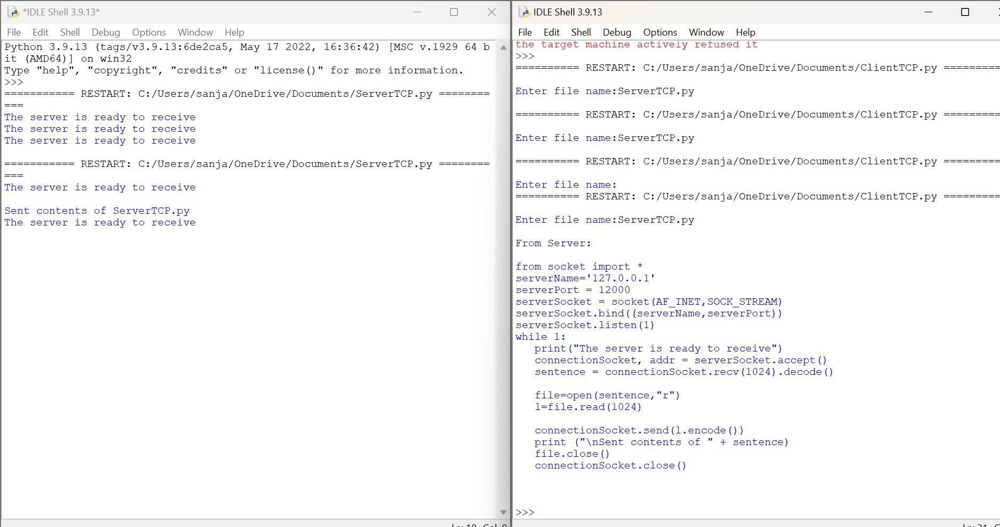 *IDLE Shell 3.9.13*
File Edit Shell Debug Options Window Help
Python 3.9.13 (tags/v3.9.13:6de2ca5, May 17 2022, 16:36:42) [MSC v.1929 64 b
it (AMD64)] on win32
Type "help", "copyright", "credits" or "license()" for more information.
>>>
=========== RESTART: C:/Users/sanja/OneDrive/Documents/ServerTCP.py ========
===
The server is ready to receive
The server is ready to receive
The server is ready to receive
=========== RESTART: C:/Users/sanja/OneDrive/Documents/ServerTCP.py ========
===
The server is ready to receive
Sent contents of ServerTCP.py
The server is ready to receive
IDLE Shell 3.9.13
File Edit Shell Debug Options Window Help
the target machine actively refused it
>>>
========== RESTART: C:/Users/sanja/OneDrive/Documents/ClientTCP.py =========
Enter file name:ServerTCP.py
========== RESTART: C:/Users/sanja/OneDrive/Documents/ClientTCP.py =========
Enter file name:ServerTCP.py
========== RESTART: C:/Users/sanja/OneDrive/Documents/ClientTCP.py =========
Enter file name:
========== RESTART: C:/Users/sanja/OneDrive/Documents/ClientTCP.py =========
Enter file name:ServerTCP.py
From Server:
from socket import *
serverName='127.0.0.1'
serverPort = 12000
serverSocket = socket(AF_INET,SOCK_STREAM)
serverSocket.bind((serverName,serverPort))
serverSocket.listen(1)
while 1:
   print("The server is ready to receive")
   connectionSocket, addr = serverSocket.accept()
   sentence = connectionSocket.recv(1024).decode()
   file=open(sentence,"r")
   l=file.read(1024)
   connectionSocket.send(l.encode())
   print ("\nSent contents of " + sentence)
   file.close()
   connectionSocket.close()
>>>